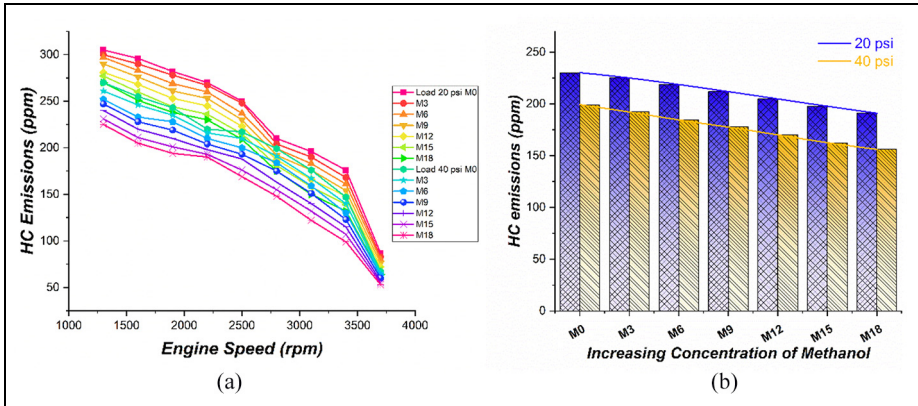 300
250
200
150
100
50
HC Emissions (ppm)
1000
1500
2000
2500
3000
3500
4000
Engine Speed (rpm)
Load 20 psi M0
M3
M6
M9
M12
M15
M18
Load 40 psi M0
M3
M6
M9
M12
M15
M18
(a)
250
200
150
100
50
0
HC emissions (ppm)
20 psi
40 psi
M0
M3
M6
M9
M12
M15
M18
Increasing Concentration of Methanol
(b)